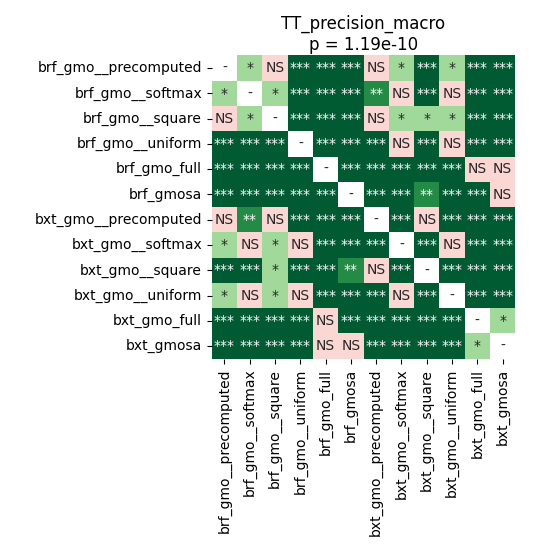 TT_precision_macro
p = 1.19e-10
brf_gmo__precomputed - * NS *** *** *** NS * *** * *** ***
brf_gmo__softmax * - * *** *** *** ** NS *** NS *** ***
brf_gmo__square NS * - *** *** *** NS * * * *** ***
brf_gmo__uniform *** *** *** - *** *** *** NS *** NS *** ***
brf_gmo_full *** *** *** *** - *** *** *** *** *** NS NS
brf_gmosa *** *** *** *** *** - *** *** ** *** *** NS
bxt_gmo__precomputed NS ** NS *** *** *** - *** NS *** *** ***
bxt_gmo__softmax * NS * NS *** *** *** - *** NS *** ***
bxt_gmo__square *** *** * *** *** ** NS *** - *** *** ***
bxt_gmo__uniform * NS * NS *** *** *** NS *** - *** ***
bxt_gmo_full *** *** *** *** NS *** *** *** *** *** - *
bxt_gmosa *** *** *** *** NS NS *** *** *** *** * -
brf_gmo__precomputed
brf_gmo__softmax
brf_gmo__square
brf_gmo__uniform
brf_gmo_full
brf_gmosa
bxt_gmo__precomputed
bxt_gmo__softmax
bxt_gmo__square
bxt_gmo__uniform
bxt_gmo_full
bxt_gmosa